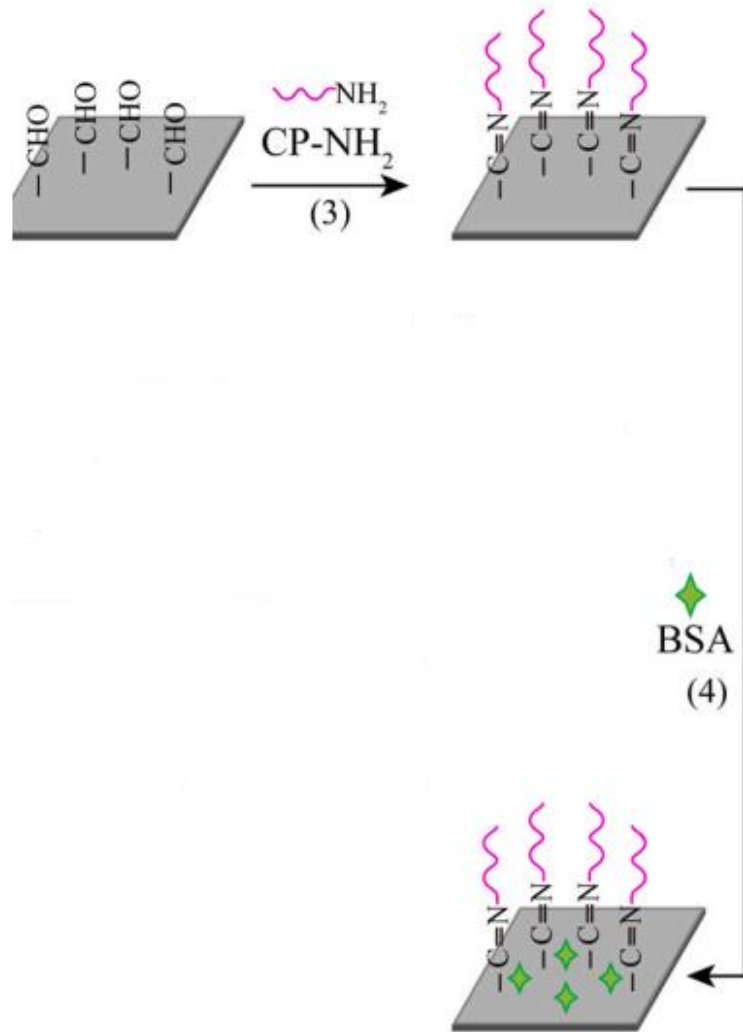 –CHO
–CHO
–CHO
–CHO
NH₂
CP-NH₂
(3)
–C=N
–C=N
–C=N
–C=N
BSA
(4)
–C=N
–C=N
–C=N
–C=N